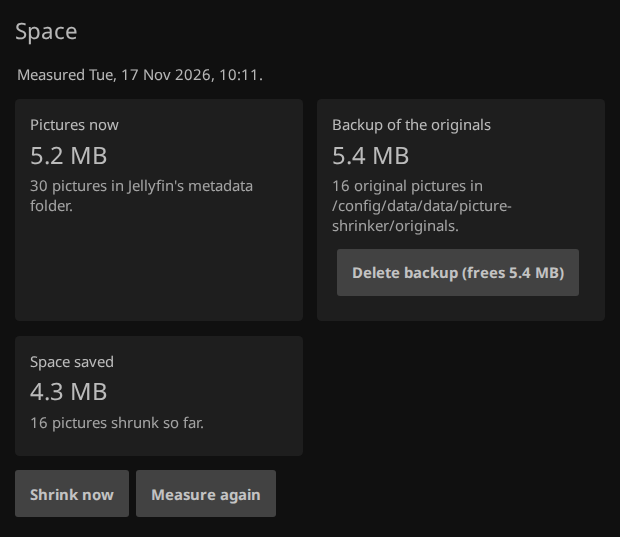 Space
Measured Tue, 17 Nov 2026, 10:11.
Pictures now
5.2 MB
30 pictures in Jellyfin's metadata
folder.
Backup of the originals
5.4 MB
16 original pictures in
/config/data/data/picture-
shrinker/originals.
Delete backup (frees 5.4 MB)
Space saved
4.3 MB
16 pictures shrunk so far.
Shrink now
Measure again